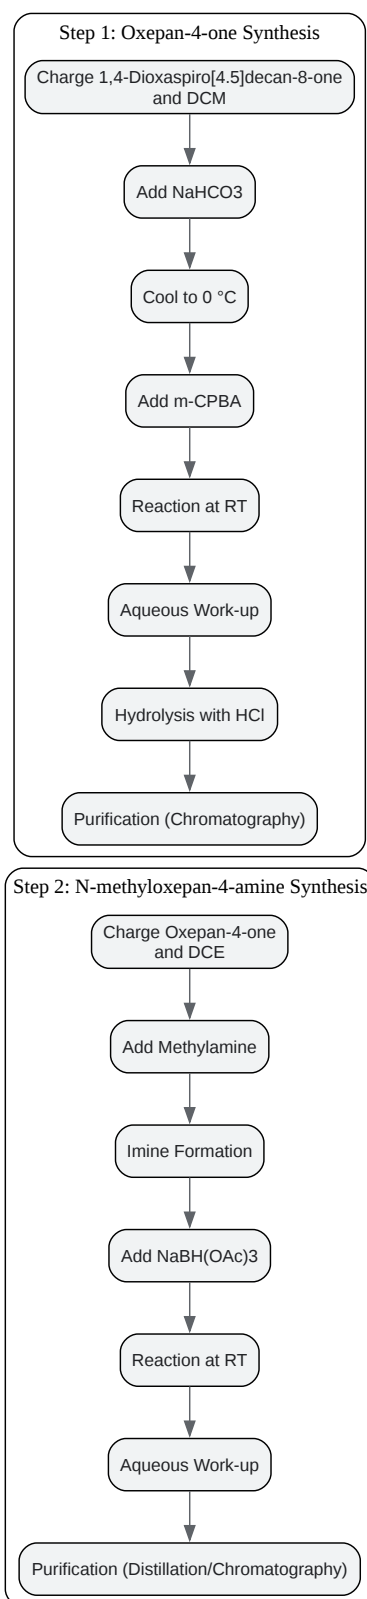 Step 1: Oxepan-4-one Synthesis
Charge 1,4-Dioxaspiro[4.5]decan-8-one
and DCM
Add NaHCO3
Cool to 0 °C
Add m-CPBA
Reaction at RT
Aqueous Work-up
Hydrolysis with HCl
Purification (Chromatography)
Step 2: N-methyloxepan-4-amine Synthesis
Charge Oxepan-4-one
and DCE
Add Methylamine
Imine Formation
Add NaBH(OAc)3
Reaction at RT
Aqueous Work-up
Purification (Distillation/Chromatography)